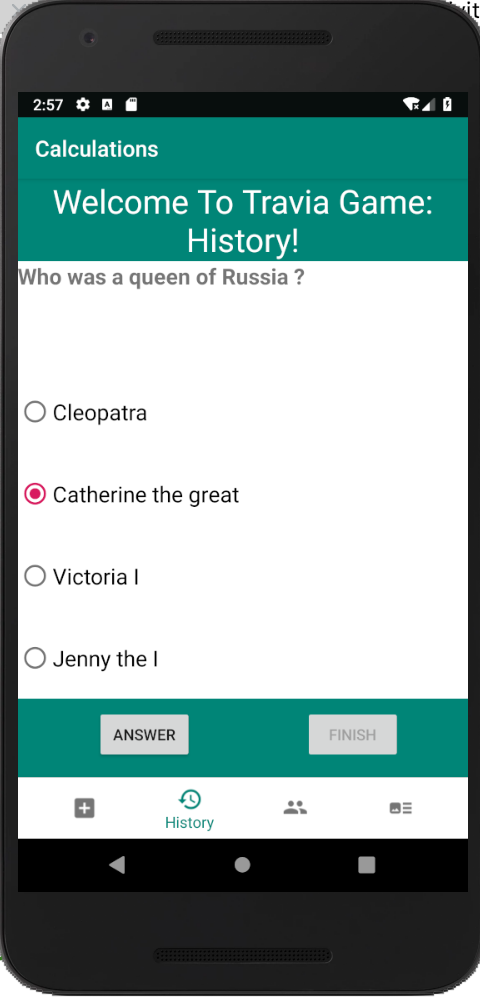 vit
2:57
Calculations
Welcome To Travia Game:
History!
Who was a queen of Russia ?
Cleopatra
Catherine the great
Victoria I
Jenny the I
ANSWER FINISH
History